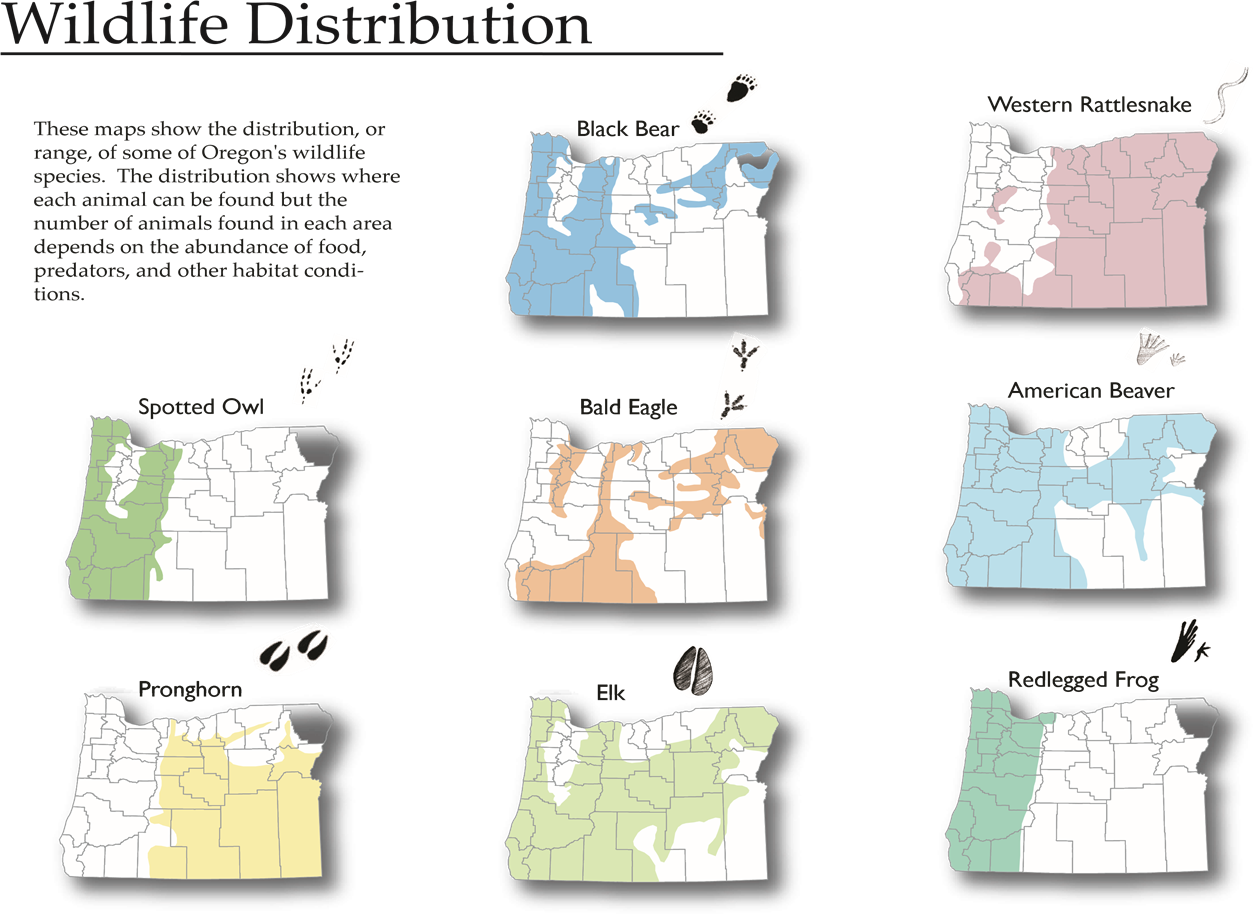 Wildlife Distribution
These maps show the distribution, or
range, of some of Oregon's wildlife
species.  The distribution shows where
each animal can be found but the
number of animals found in each area
depends on the abundance of food,
predators, and other habitat condi-
tions.
Black Bear
Western Rattlesnake
Spotted Owl
Bald Eagle
American Beaver
Pronghorn
Elk
Redlegged Frog